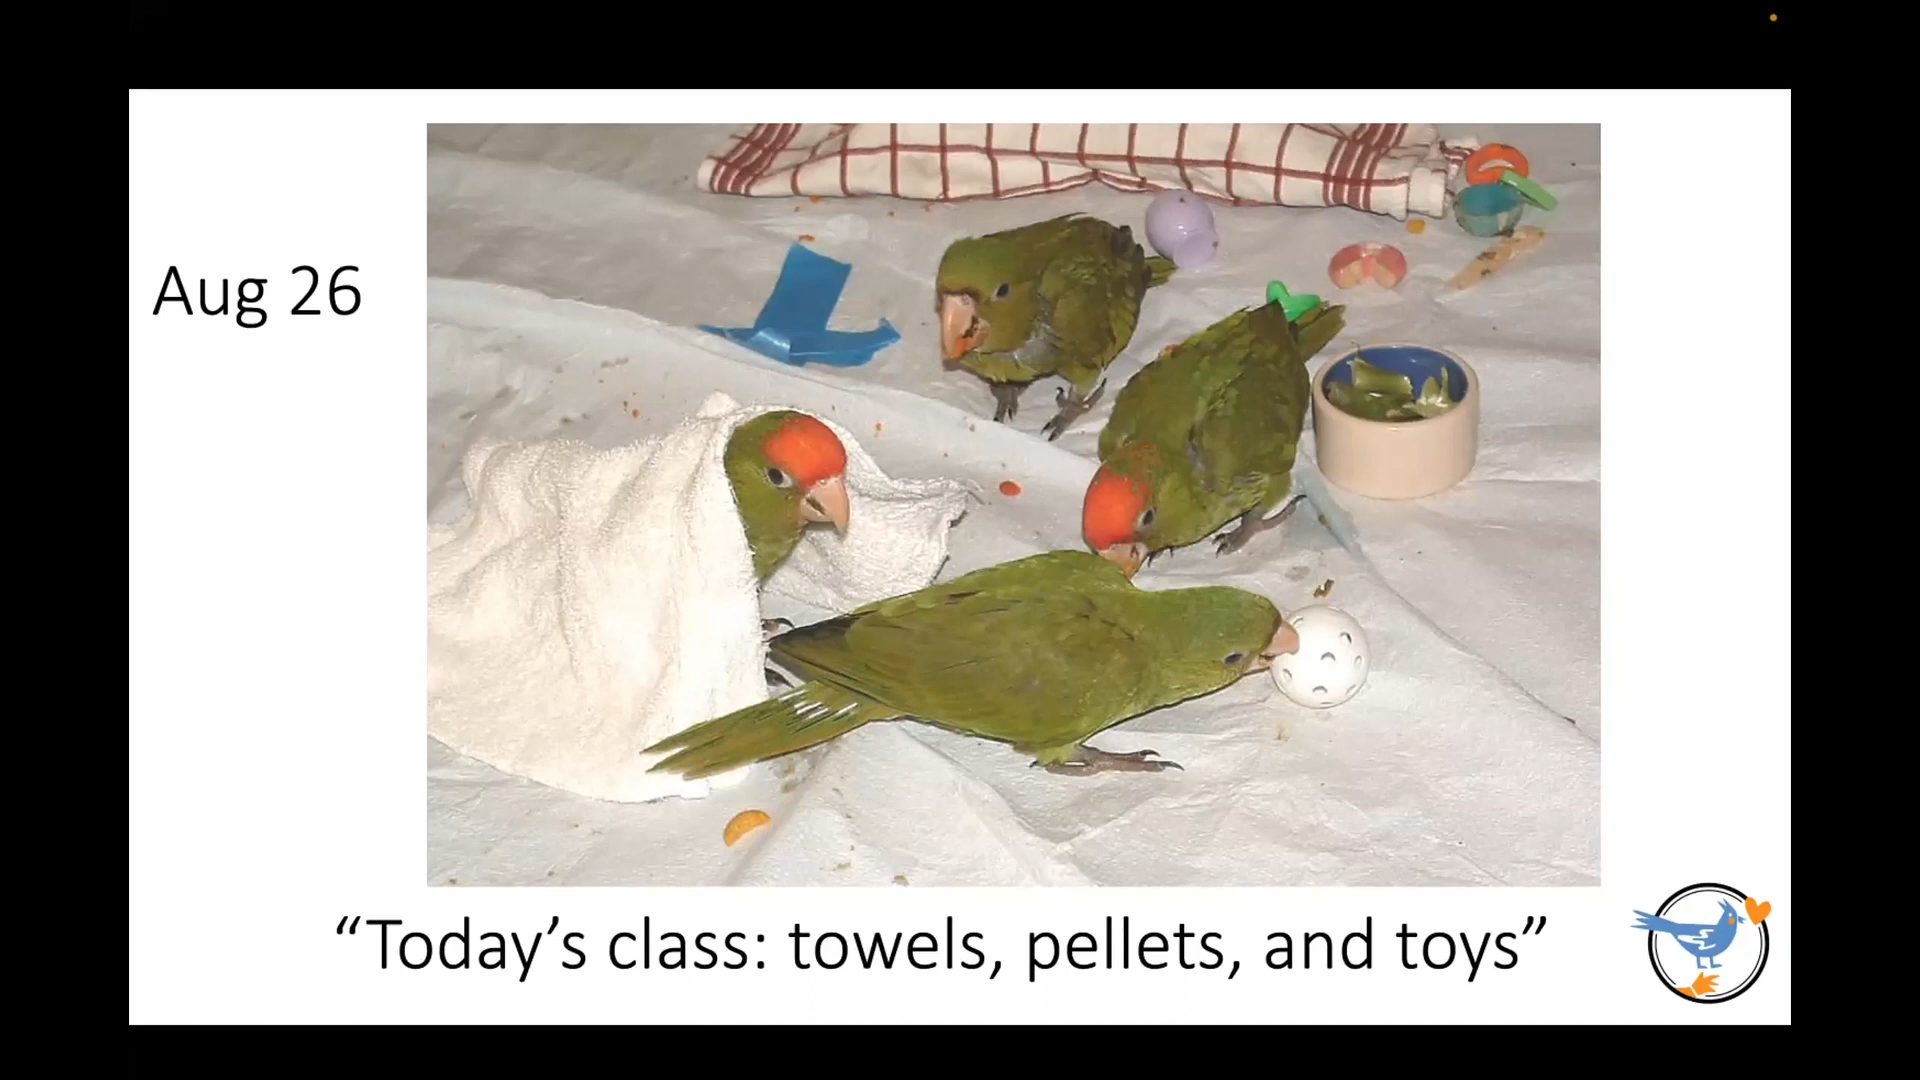 Aug 26
“Today’s class: towels, pellets, and toys”